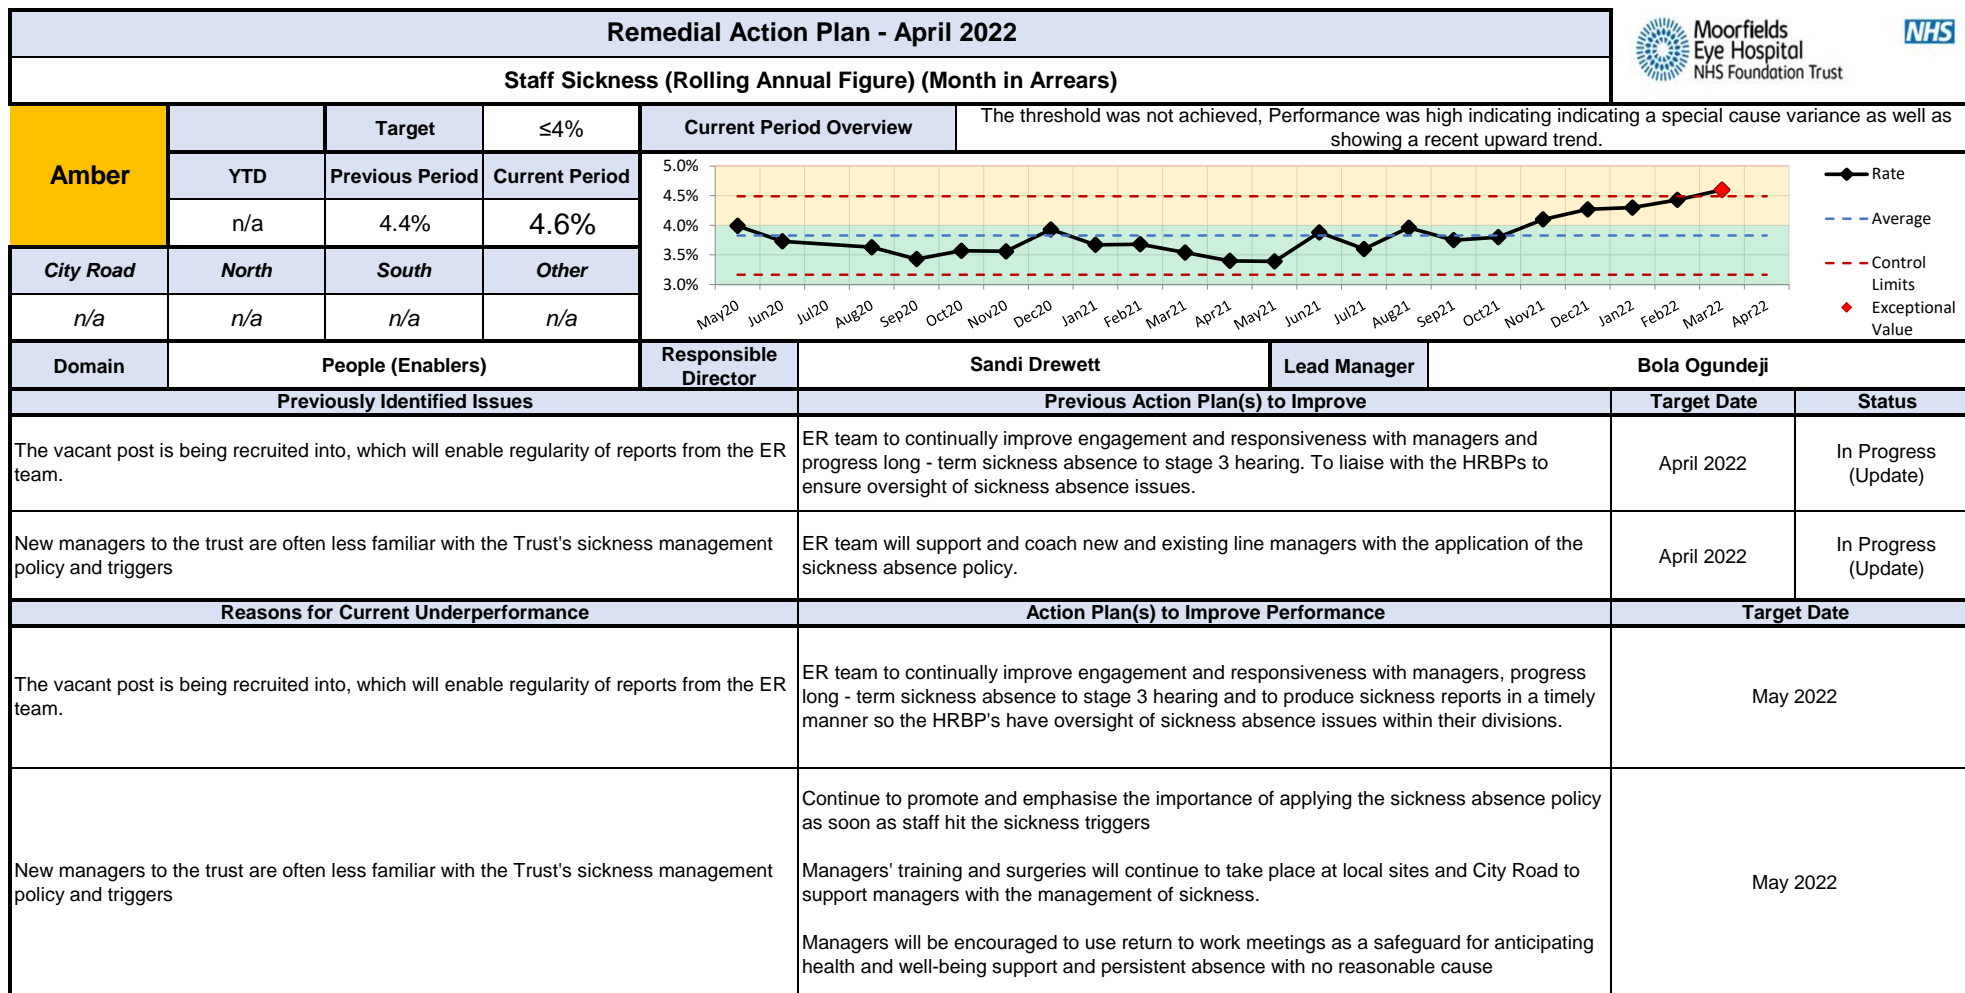 Remedial Action Plan - April 2022
Staff Sickness (Rolling Annual Figure) (Month in Arrears)
Moorfields
Eye Hospital
NHS Foundation Trust
NHS
Amber
Target
≤4%
YTD
Previous Period
Current Period
n/a
4.4%
4.6%
City Road
North
South
Other
n/a
n/a
n/a
n/a
Current Period Overview
The threshold was not achieved, Performance was high indicating indicating a special cause variance as well as
showing a recent upward trend.
5.0%
4.5%
4.0%
3.5%
3.0%
May20
Jun20
Jul20
Aug20
Sep20
Oct20
Nov20
Dec20
Jan21
Feb21
Mar21
Apr21
May21
Jun21
Jul21
Aug21
Sep21
Oct21
Nov21
Dec21
Jan22
Feb22
Mar22
Apr22
Rate
Average
Control
Limits
Exceptional
Value
Domain
People (Enablers)
Responsible
Director
Sandi Drewett
Lead Manager
Bola Ogundeji
Previously Identified Issues
Previous Action Plan(s) to Improve
Target Date
Status
The vacant post is being recruited into, which will enable regularity of reports from the ER
team.
ER team to continually improve engagement and responsiveness with managers and
progress long - term sickness absence to stage 3 hearing. To liaise with the HRBPs to
ensure oversight of sickness absence issues.
April 2022
In Progress
(Update)
New managers to the trust are often less familiar with the Trust's sickness management
policy and triggers
ER team will support and coach new and existing line managers with the application of the
sickness absence policy.
April 2022
In Progress
(Update)
Reasons for Current Underperformance
Action Plan(s) to Improve Performance
Target Date
The vacant post is being recruited into, which will enable regularity of reports from the ER
team.
ER team to continually improve engagement and responsiveness with managers, progress
long - term sickness absence to stage 3 hearing and to produce sickness reports in a timely
manner so the HRBP's have oversight of sickness absence issues within their divisions.
May 2022
New managers to the trust are often less familiar with the Trust's sickness management
policy and triggers
Continue to promote and emphasise the importance of applying the sickness absence policy
as soon as staff hit the sickness triggers
Managers' training and surgeries will continue to take place at local sites and City Road to
support managers with the management of sickness.
Managers will be encouraged to use return to work meetings as a safeguard for anticipating
health and well-being support and persistent absence with no reasonable cause
May 2022